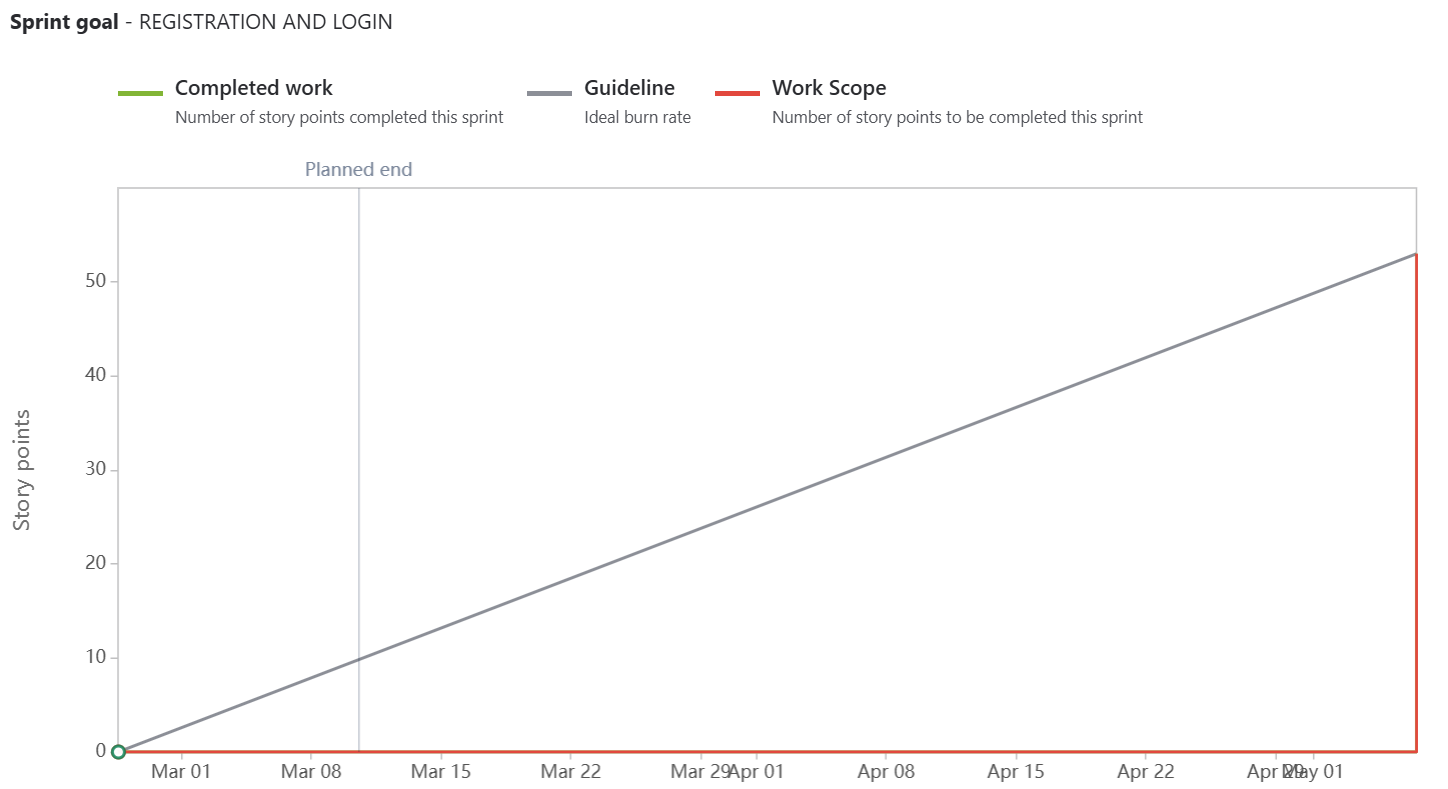 Sprint goal - REGISTRATION AND LOGIN
Completed work
Number of story points completed this sprint
Guideline
Ideal burn rate
Work Scope
Number of story points to be completed this sprint
Planned end
Story points
50
40
30
20
10
0
Mar 01
Mar 08
Mar 15
Mar 22
Mar 29
Apr 01
Apr 08
Apr 15
Apr 22
Apr 29
May 01